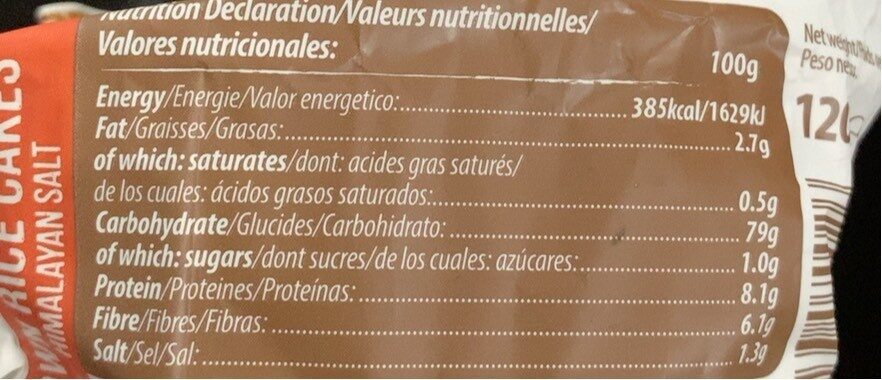 Nutrition Declaration/Valeurs nutritionnelles/
Valores nutricionales:
100g
Energy/Energie/Valor energetico:............ 385kcal/1629kJ
Fat/Graisses/Grasas:............ 2.7g
of which: saturates/dont: acides gras saturés/
de los cuales: ácidos grasos saturados:............ 0.5g
Carbohydrate/Glucides/Carbohidrato:............ 79g
of which: sugars/dont sucres/de los cuales: azúcares:............ 1.0g
Protein/Proteines/Proteínas:............ 8.1g
Fibre/Fibres/Fibras:............ 6.1g
Salt/Sel/Sal:............ 1.3g
RICE CAKES
HIMALAYAN SALT
Net weight/
Peso neto
120